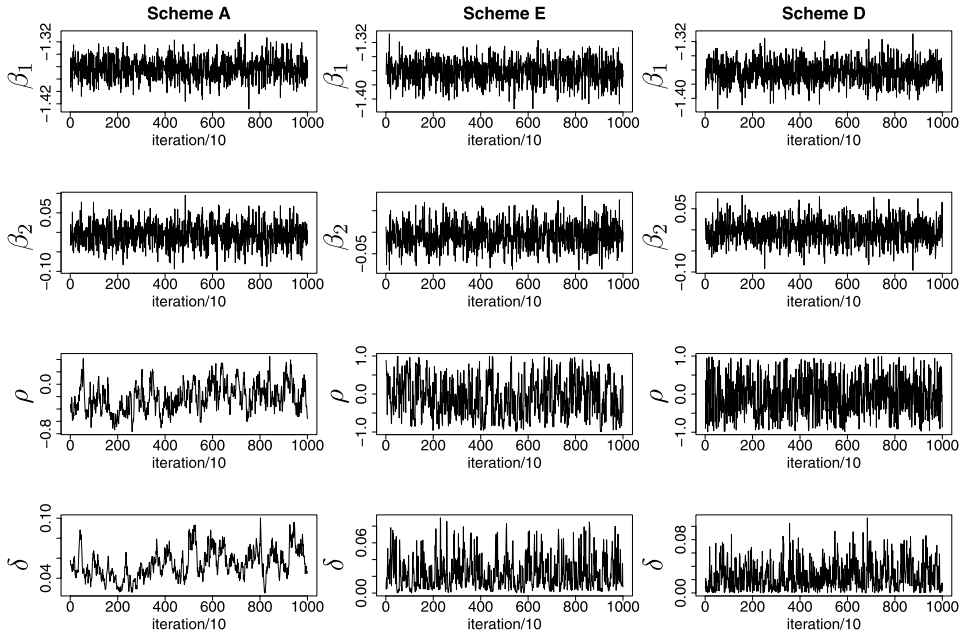 Scheme A Scheme E Scheme D
β1 −1.42 −1.32 β1 −1.40 −1.32 β1 −1.40 −1.32
0 200 400 600 800 1000 0 200 400 600 800 1000 0 200 400 600 800 1000
iteration/10 iteration/10 iteration/10
β2 −0.10 0.05 β2 −0.05 β2 −0.10 0.05
0 200 400 600 800 1000 0 200 400 600 800 1000 0 200 400 600 800 1000
iteration/10 iteration/10 iteration/10
ρ −0.8 0.0 ρ −1.0 0.0 1.0 ρ −1.0 0.0 1.0
0 200 400 600 800 1000 0 200 400 600 800 1000 0 200 400 600 800 1000
iteration/10 iteration/10 iteration/10
δ 0.04 0.10 δ 0.00 0.06 δ 0.00 0.08
0 200 400 600 800 1000 0 200 400 600 800 1000 0 200 400 600 800 1000
iteration/10 iteration/10 iteration/10